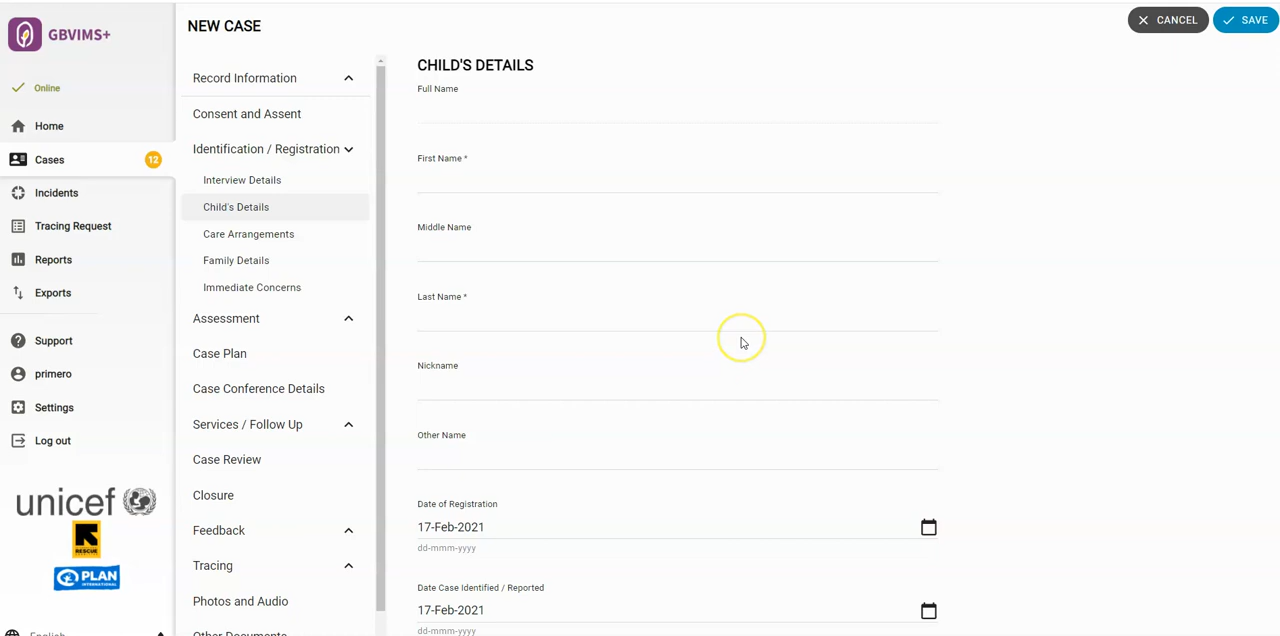 GBVIMS+
Online
Home
Cases
12
Incidents
Tracing Request
Reports
Exports
Support
primero
Settings
Log out
unicef
RESCUE
PLAN
INTERNATIONAL
English
NEW CASE
CANCEL
SAVE
Record Information
Consent and Assent
Identification / Registration
Interview Details
Child's Details
Care Arrangements
Family Details
Immediate Concerns
Assessment
Case Plan
Case Conference Details
Services / Follow Up
Case Review
Closure
Feedback
Tracing
Photos and Audio
Other Documents
CHILD'S DETAILS
Full Name
First Name *
Middle Name
Last Name *
Nickname
Other Name
Date of Registration
17-Feb-2021
dd-mmm-yyyy
Date Case Identified / Reported
17-Feb-2021
dd-mmm-yyyy